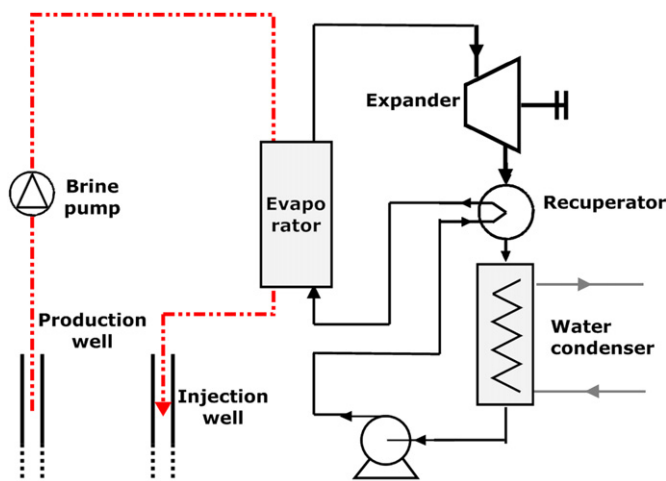 Expander
Brine
pump
Evapo
rator
Recuperator
Production
well
Water
condenser
Injection
well